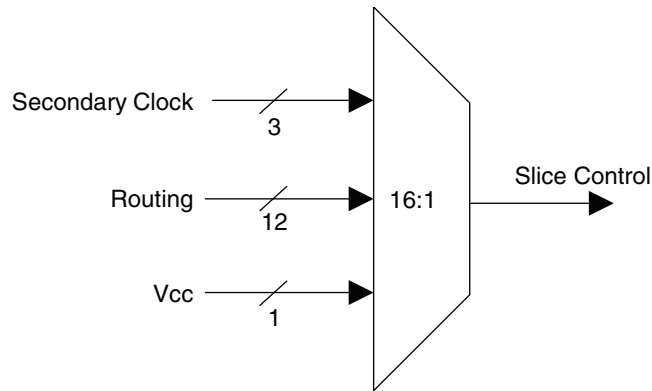 Secondary Clock
3
Routing
12
Vcc
1
16:1
Slice Control